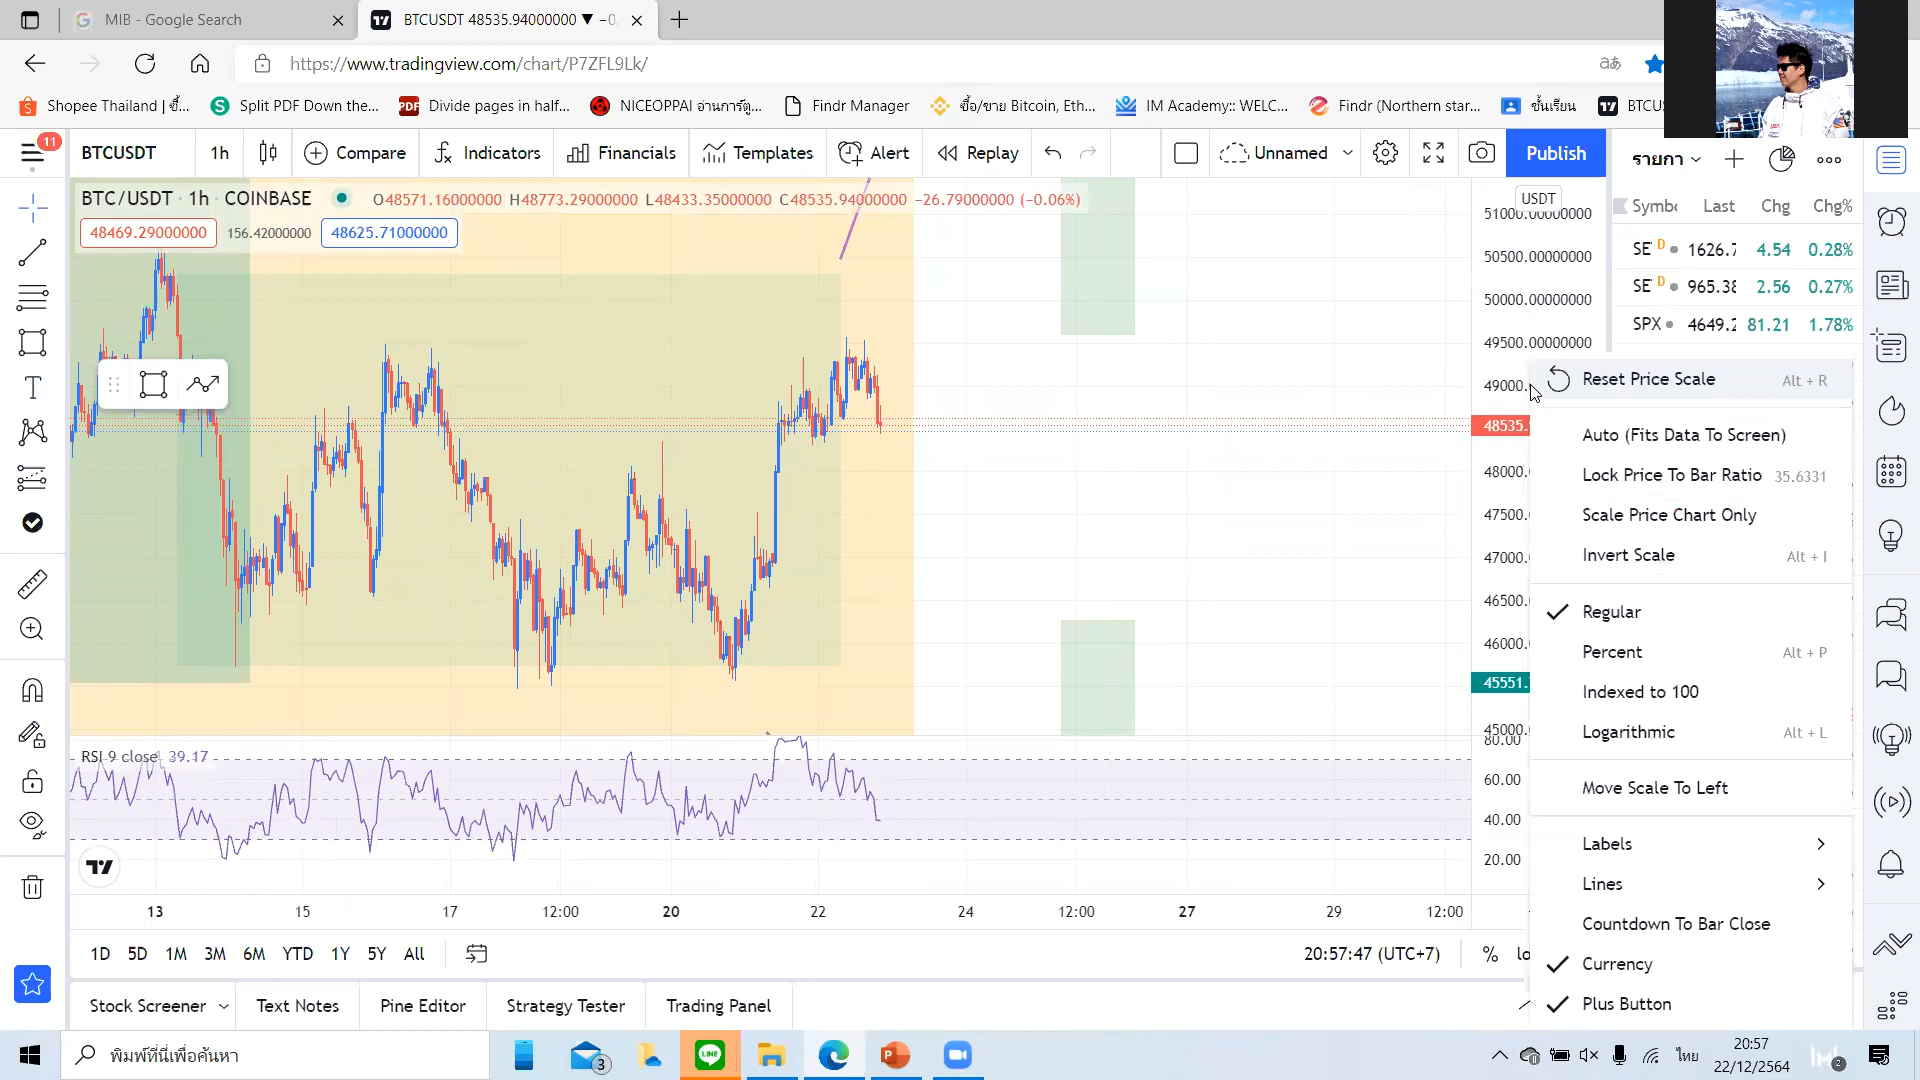 MIB - Google Search
BTCUSDT 48535.94000000 ▼ −0.
https://www.tradingview.com/chart/P7ZFL9Lk/
Shopee Thailand | ซื้...
Split PDF Down the...
PDF
Divide pages in half...
NICEOPPAI อ่านการ์ตู...
Findr Manager
ซื้อ/ขาย Bitcoin, Eth...
IM Academy:: WELC...
Findr (Northern star...
ชั้นเรียน
BTCU
11
BTCUSDT
1h
Compare
Indicators
Financials
Templates
Alert
Replay
Unnamed
Publish
รายกา
BTC/USDT · 1h · COINBASE
O48571.16000000 H48773.29000000 L48433.35000000 C48535.94000000 −26.79000000 (−0.06%)
48469.29000000
156.42000000
48625.71000000
USDT
51000.00000000
50500.00000000
50000.00000000
49500.00000000
49000.
48535.
48000.
47500.
47000.
46500.
46000.
45551.
45000.
Symbo Last Chg Chg%
SE D 1626.7 4.54 0.28%
SE D 965.38 2.56 0.27%
SPX 4649.2 81.21 1.78%
Reset Price Scale Alt + R
Auto (Fits Data To Screen)
Lock Price To Bar Ratio 35.6331
Scale Price Chart Only
Invert Scale Alt + I
Regular
Percent Alt + P
Indexed to 100
Logarithmic Alt + L
Move Scale To Left
Labels
Lines
Countdown To Bar Close
Currency
Plus Button
RSI 9 close 39.17
80.00
60.00
40.00
20.00
13 15 17 12:00 20 22 24 12:00 27 29 12:00
1D 5D 1M 3M 6M YTD 1Y 5Y All
20:57:47 (UTC+7)
% lo
Stock Screener
Text Notes
Pine Editor
Strategy Tester
Trading Panel
พิมพ์ที่นี่เพื่อค้นหา
3
LINE
ไทย
20:57
22/12/2564
2